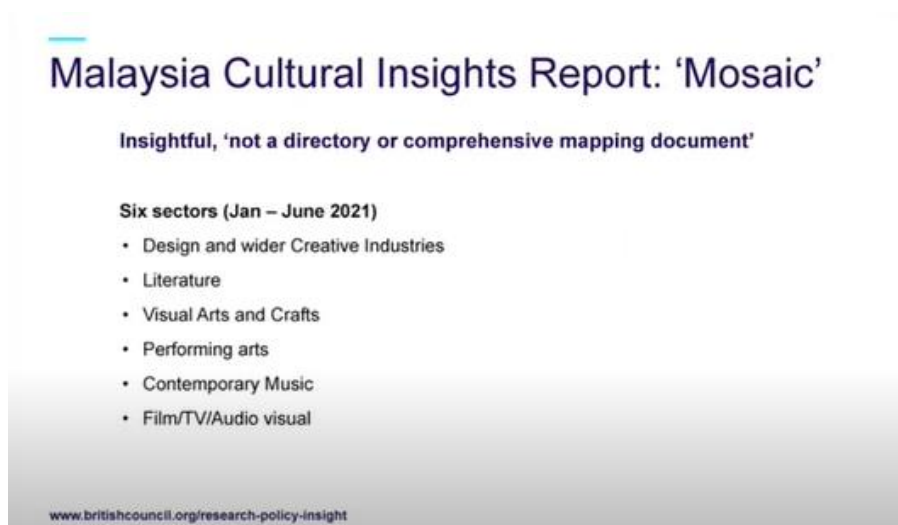 Malaysia Cultural Insights Report: ‘Mosaic’
Insightful, ‘not a directory or comprehensive mapping document’
Six sectors (Jan – June 2021)
• Design and wider Creative Industries
• Literature
• Visual Arts and Crafts
• Performing arts
• Contemporary Music
• Film/TV/Audio visual
www.britishcouncil.org/research-policy-insight